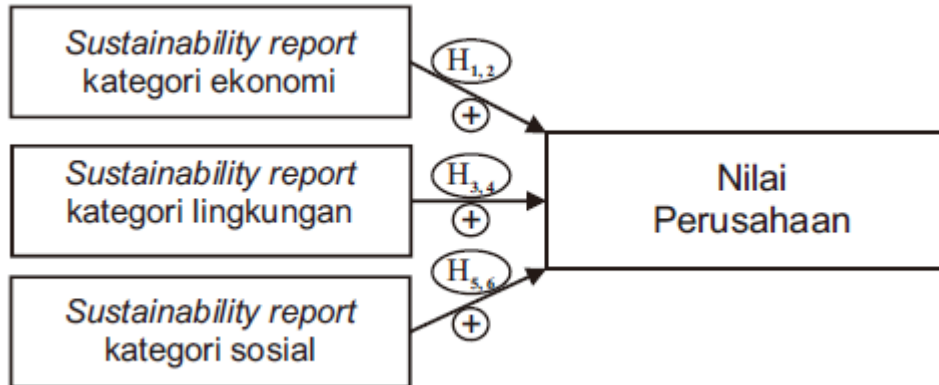 Sustainability report
kategori ekonomi
H1, 2
+
Sustainability report
kategori lingkungan
H3, 4
+
Nilai
Perusahaan
Sustainability report
kategori sosial
H5, 6
+